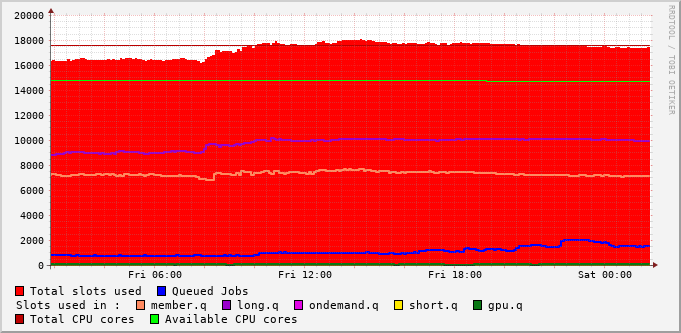 20000
18000
16000
14000
12000
10000
8000
6000
4000
2000
0
Fri 06:00 Fri 12:00 Fri 18:00 Sat 00:00
Total slots used Queued Jobs
Slots used in : member.q long.q ondemand.q short.q gpu.q
Total CPU cores Available CPU cores
RRDTOOL / TOBI OETIKER